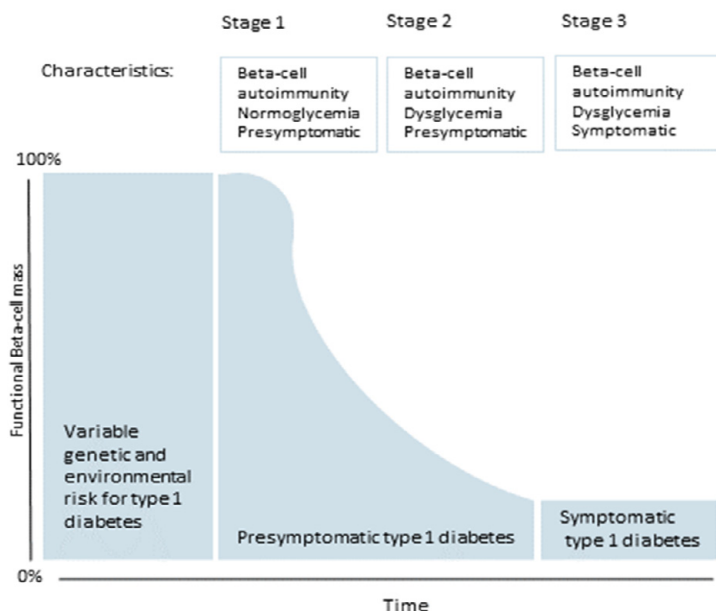 Stage 1
Stage 2
Stage 3
Characteristics:
Beta-cell
autoimmunity
Normoglycemia
Presymptomatic
Beta-cell
autoimmunity
Dysglycemia
Presymptomatic
Beta-cell
autoimmunity
Dysglycemia
Symptomatic
100%
Functional Beta-cell mass
Variable
genetic and
environmental
risk for type 1
diabetes
Presymptomatic type 1 diabetes
Symptomatic
type 1 diabetes
0%
Time